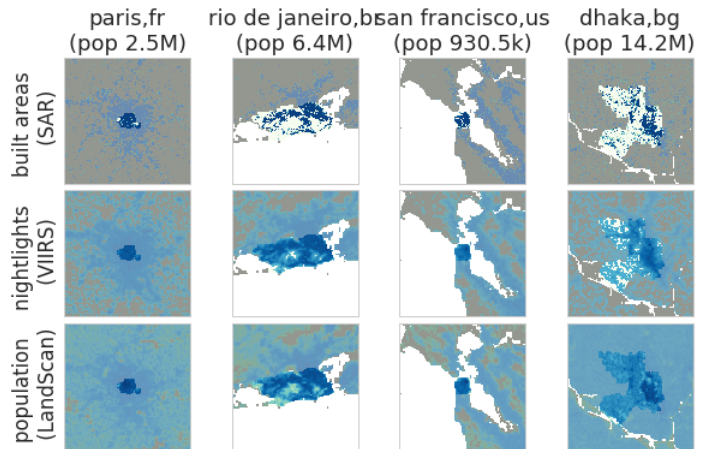 paris,fr
(pop 2.5M)
rio de janeiro,br
(pop 6.4M)
san francisco,us
(pop 930.5k)
dhaka,bg
(pop 14.2M)
built areas
(SAR)
nightlights
(VIIRS)
population
(LandScan)